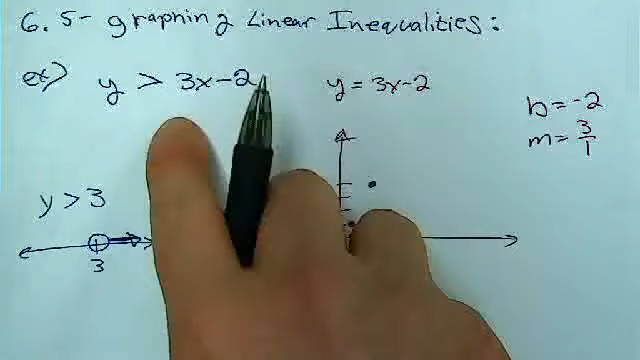 6.5- graphing Linear Inequalities:
ex) y > 3x-2
y = 3x-2
b = -2
m = 3/1
y > 3
3